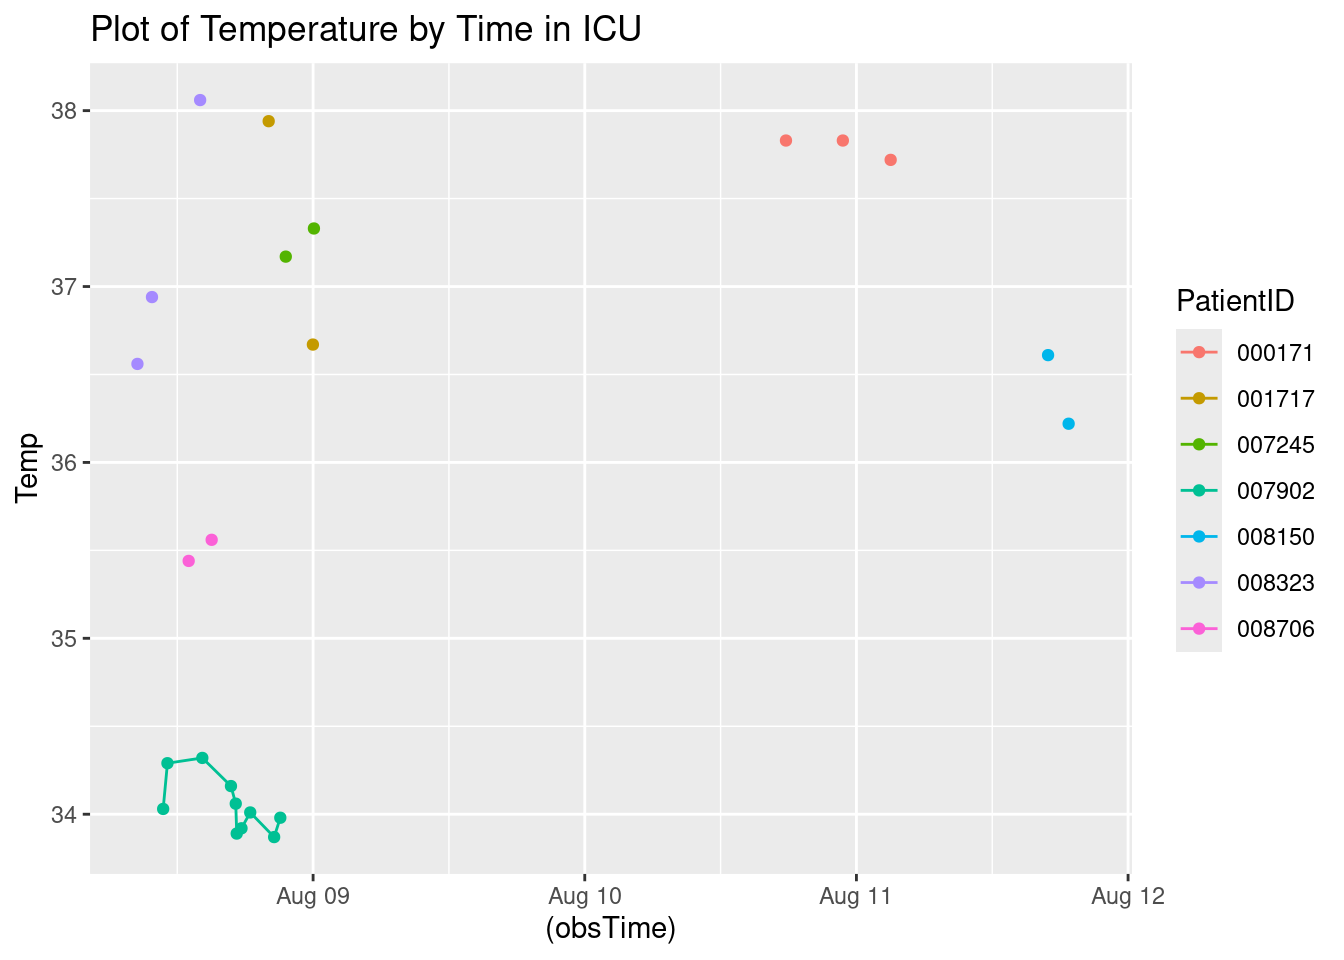 Plot of Temperature by Time in ICU
38
37
36
35
34
Temp
Aug 09
Aug 10
Aug 11
Aug 12
(obsTime)
PatientID
000171
001717
007245
007902
008150
008323
008706